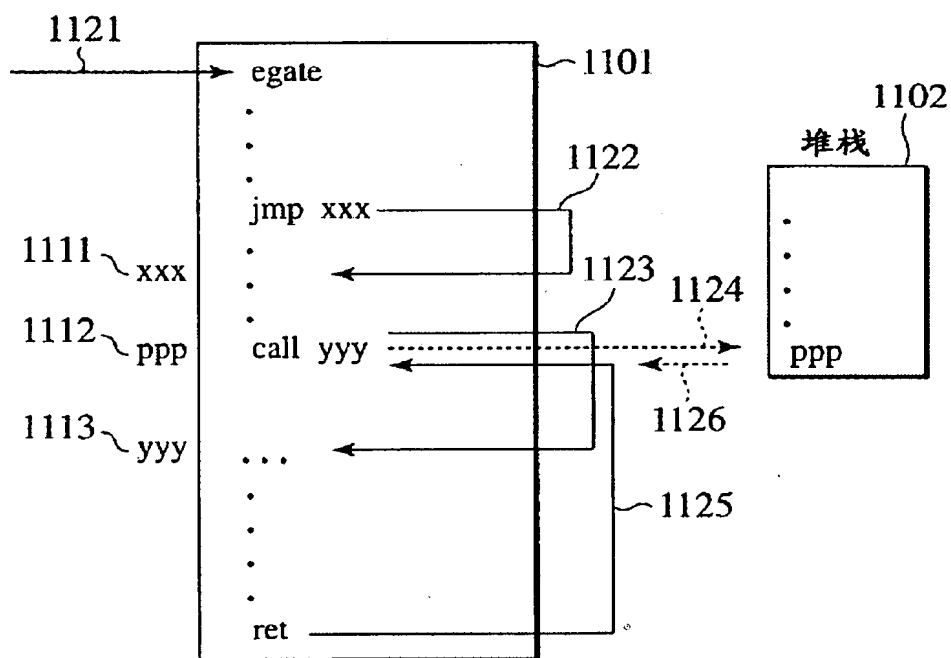 1121
egate
1101
1102
堆栈
1122
jmp xxx
1111
xxx
1123
1124
1112
ppp
call yyy
ppp
1126
1113
yyy
...
1125
ret